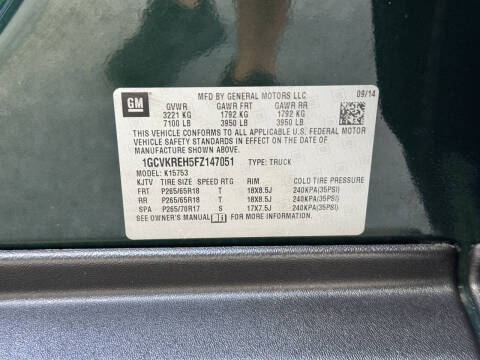 GM
MFD BY GENERAL MOTORS LLC
09/14
GVWR GAWR FRT GAWR RR
3221 KG 1792 KG 1792 KG
7100 LB 3950 LB 3950 LB
THIS VEHICLE CONFORMS TO ALL APPLICABLE U.S. FEDERAL MOTOR
VEHICLE SAFETY STANDARDS IN EFFECT ON THE DATE OF
MANUFACTURE SHOWN ABOVE.
1GCVKREH5FZ147051 TYPE: TRUCK
MODEL: K15753
KJTV TIRE SIZE SPEED RTG RIM COLD TIRE PRESSURE
FRT P265/65R18 T 18X8.5J 240KPA(35PSI)
RR P265/65R18 T 18X8.5J 240KPA(35PSI)
SPA P265/70R17 S 17X7.5J 240KPA(35PSI)
SEE OWNER'S MANUAL FOR MORE INFORMATION.